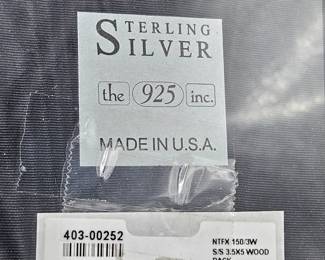 STERLING
SILVER
the 925 inc.
MADE IN U.S.A.
403-00252
NTFX 150/3W
S/S 3.5X5 WOOD
BACK